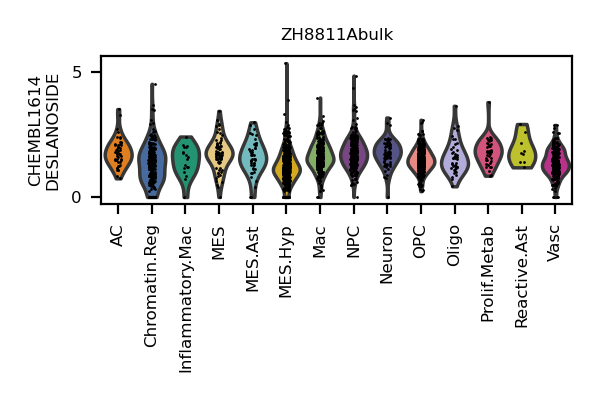 ZH8811Abulk
CHEMBL1614
DESLANOSIDE
5
0
AC
Chromatin.Reg
Inflammatory.Mac
MES
MES.Ast
MES.Hyp
Mac
NPC
Neuron
OPC
Oligo
Prolif.Metab
Reactive.Ast
Vasc